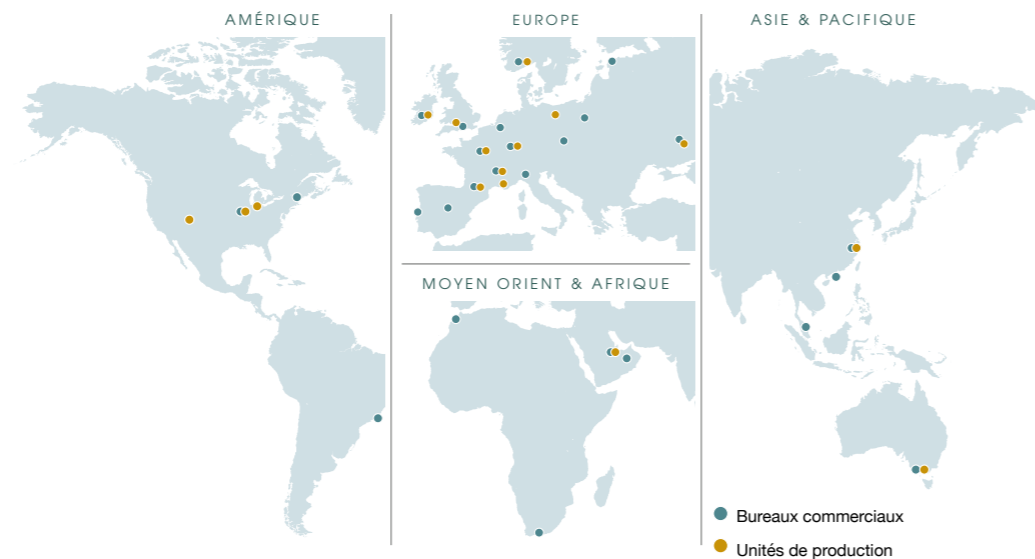 AMÉRIQUE
EUROPE
ASIE & PACIFIQUE
MOYEN ORIENT & AFRIQUE
Bureaux commerciaux
Unités de production